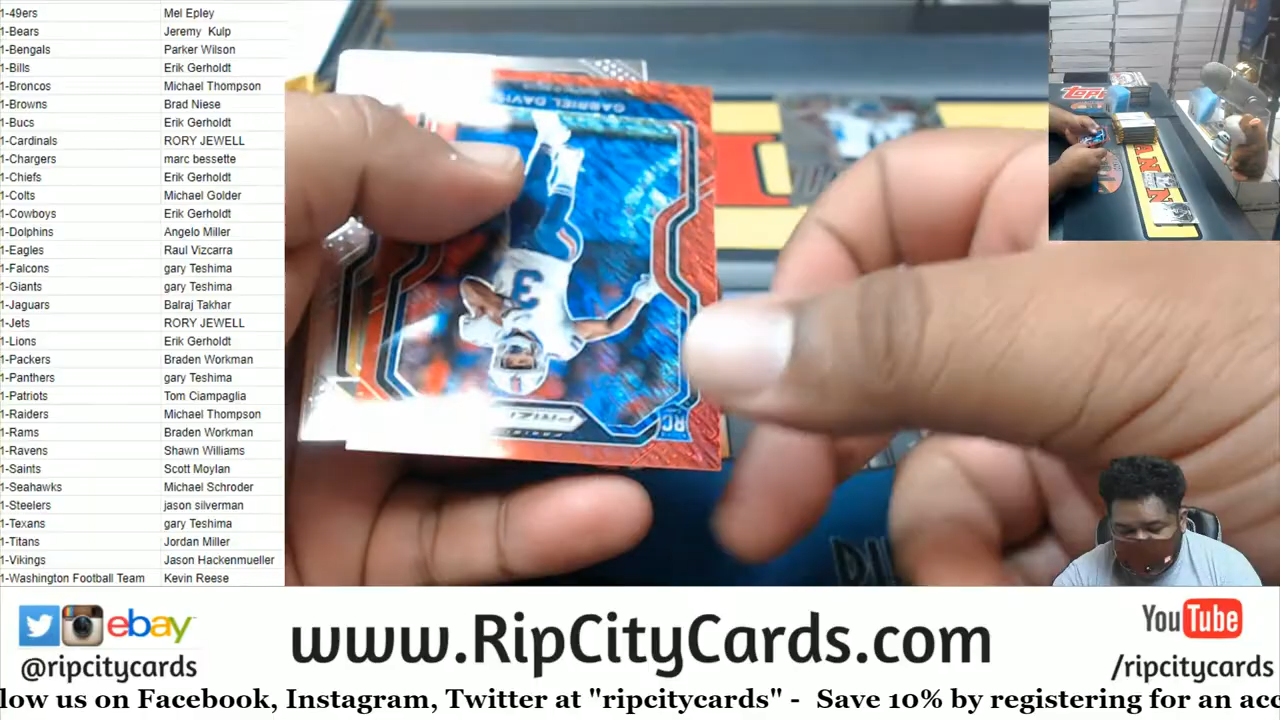 1-49ers Mel Epley
1-Bears Jeremy Kulp
1-Bengals Parker Wilson
1-Bills Erik Gerholdt
1-Broncos Michael Thompson
1-Browns Brad Niese
1-Bucs Erik Gerholdt
1-Cardinals RORY JEWELL
1-Chargers marc bessette
1-Chiefs Erik Gerholdt
1-Colts Michael Golder
1-Cowboys Erik Gerholdt
1-Dolphins Angelo Miller
1-Eagles Raul Vizcarra
1-Falcons gary Teshima
1-Giants gary Teshima
1-Jaguars Balraj Takhar
1-Jets RORY JEWELL
1-Lions Erik Gerholdt
1-Packers Braden Workman
1-Panthers gary Teshima
1-Patriots Tom Ciampaglia
1-Raiders Michael Thompson
1-Rams Braden Workman
1-Ravens Shawn Williams
1-Saints Scott Moylan
1-Seahawks Michael Schroder
1-Steelers jason silverman
1-Texans gary Teshima
1-Titans Jordan Miller
1-Vikings Jason Hackenmueller
1-Washington Football Team Kevin Reese
GABRIEL DAVIS
3
RC
TOPPS
ebay
@ripcitycards
www.RipCityCards.com
YouTube
/ripcitycards
low us on Facebook, Instagram, Twitter at "ripcitycards" - Save 10% by registering for an acc